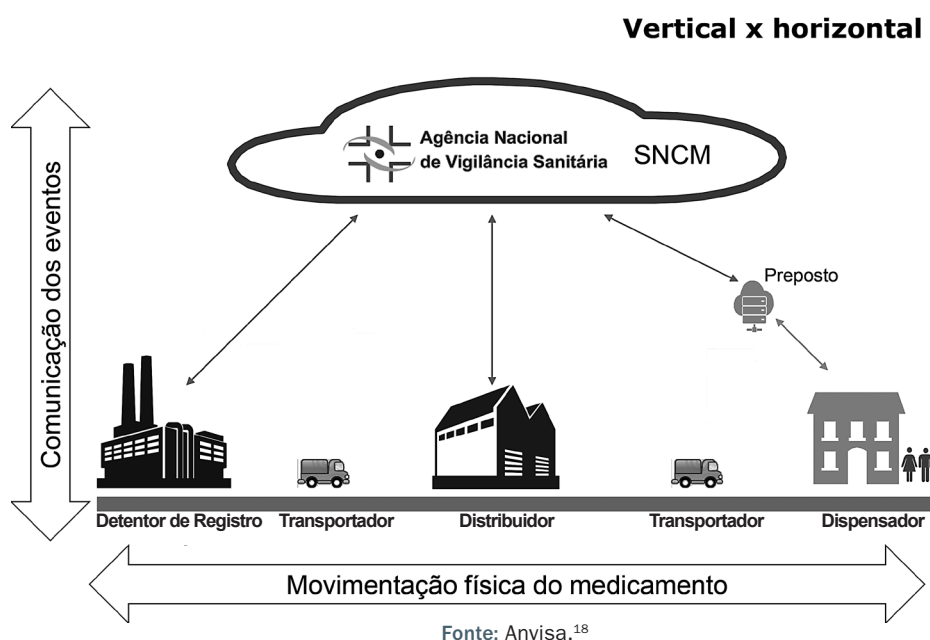 Vertical x horizontal
Agência Nacional
de Vigilância Sanitária
SNCM
Comunicação dos eventos
Preposto
Detentor de Registro
Transportador
Distribuidor
Transportador
Dispensador
Movimentação física do medicamento
Fonte: Anvisa.¹⁸